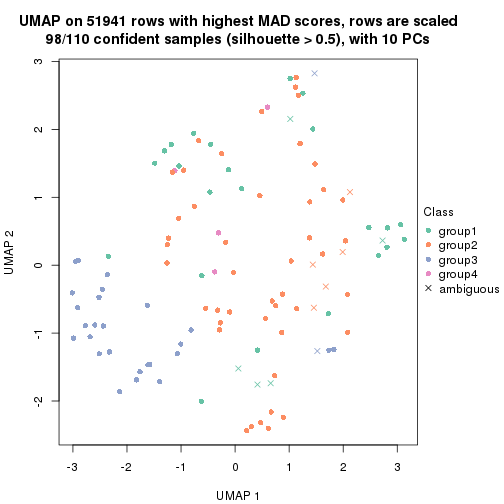 UMAP on 51941 rows with highest MAD scores, rows are scaled
98/110 confident samples (silhouette > 0.5), with 10 PCs
3
2
1
0
-1
-2
UMAP 2
-3
-2
-1
0
1
2
3
UMAP 1
Class
group1
group2
group3
group4
ambiguous